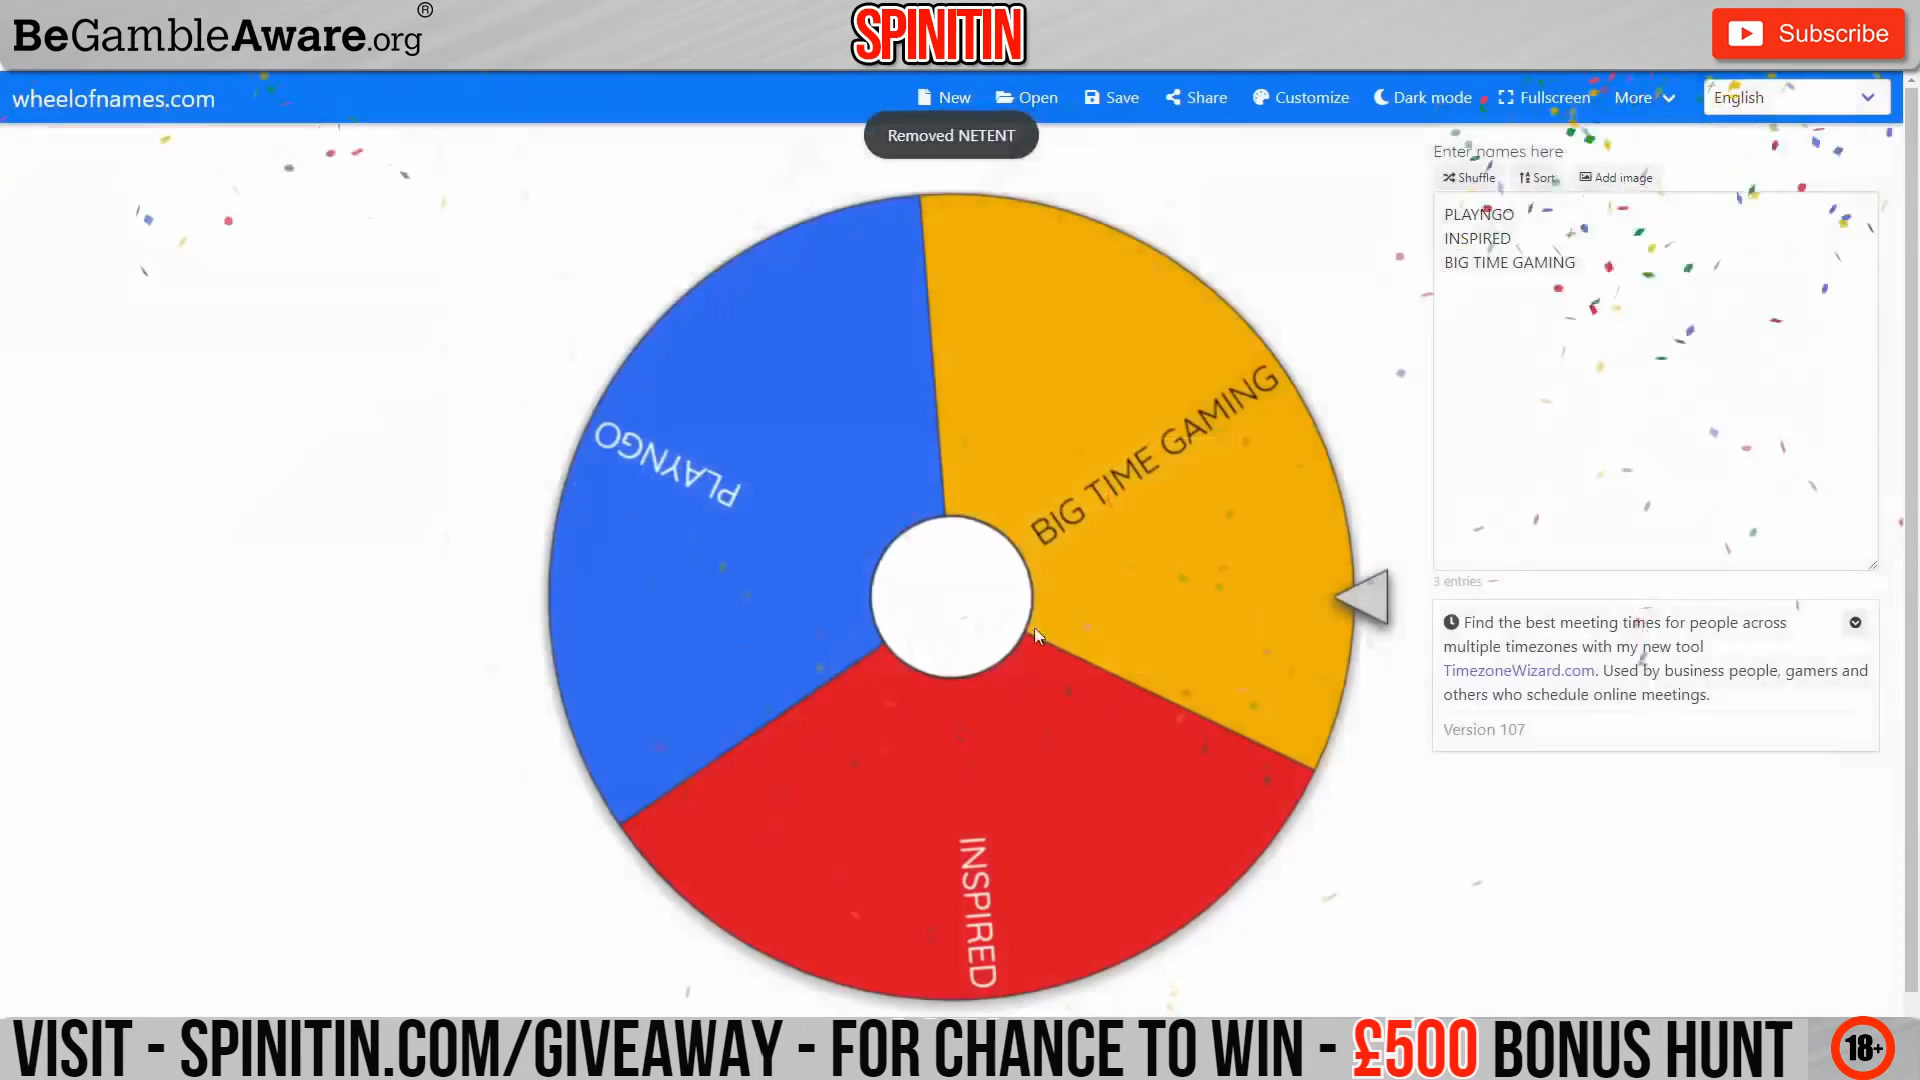 BeGambleAware.org®
SPINITIN
Subscribe
wheelofnames.com
New
Open
Save
Share
Customize
Dark mode
Fullscreen
More
English
Removed NETENT
Enter names here
Shuffle
Sort
Add image
PLAYNGO
INSPIRED
BIG TIME GAMING
PLAYNGO
BIG TIME GAMING
INSPIRED
3 entries
Find the best meeting times for people across
multiple timezones with my new tool
TimezoneWizard.com. Used by business people, gamers and
others who schedule online meetings.
Version 107
VISIT - SPINITIN.COM/GIVEAWAY - FOR CHANCE TO WIN - £500 BONUS HUNT
18+